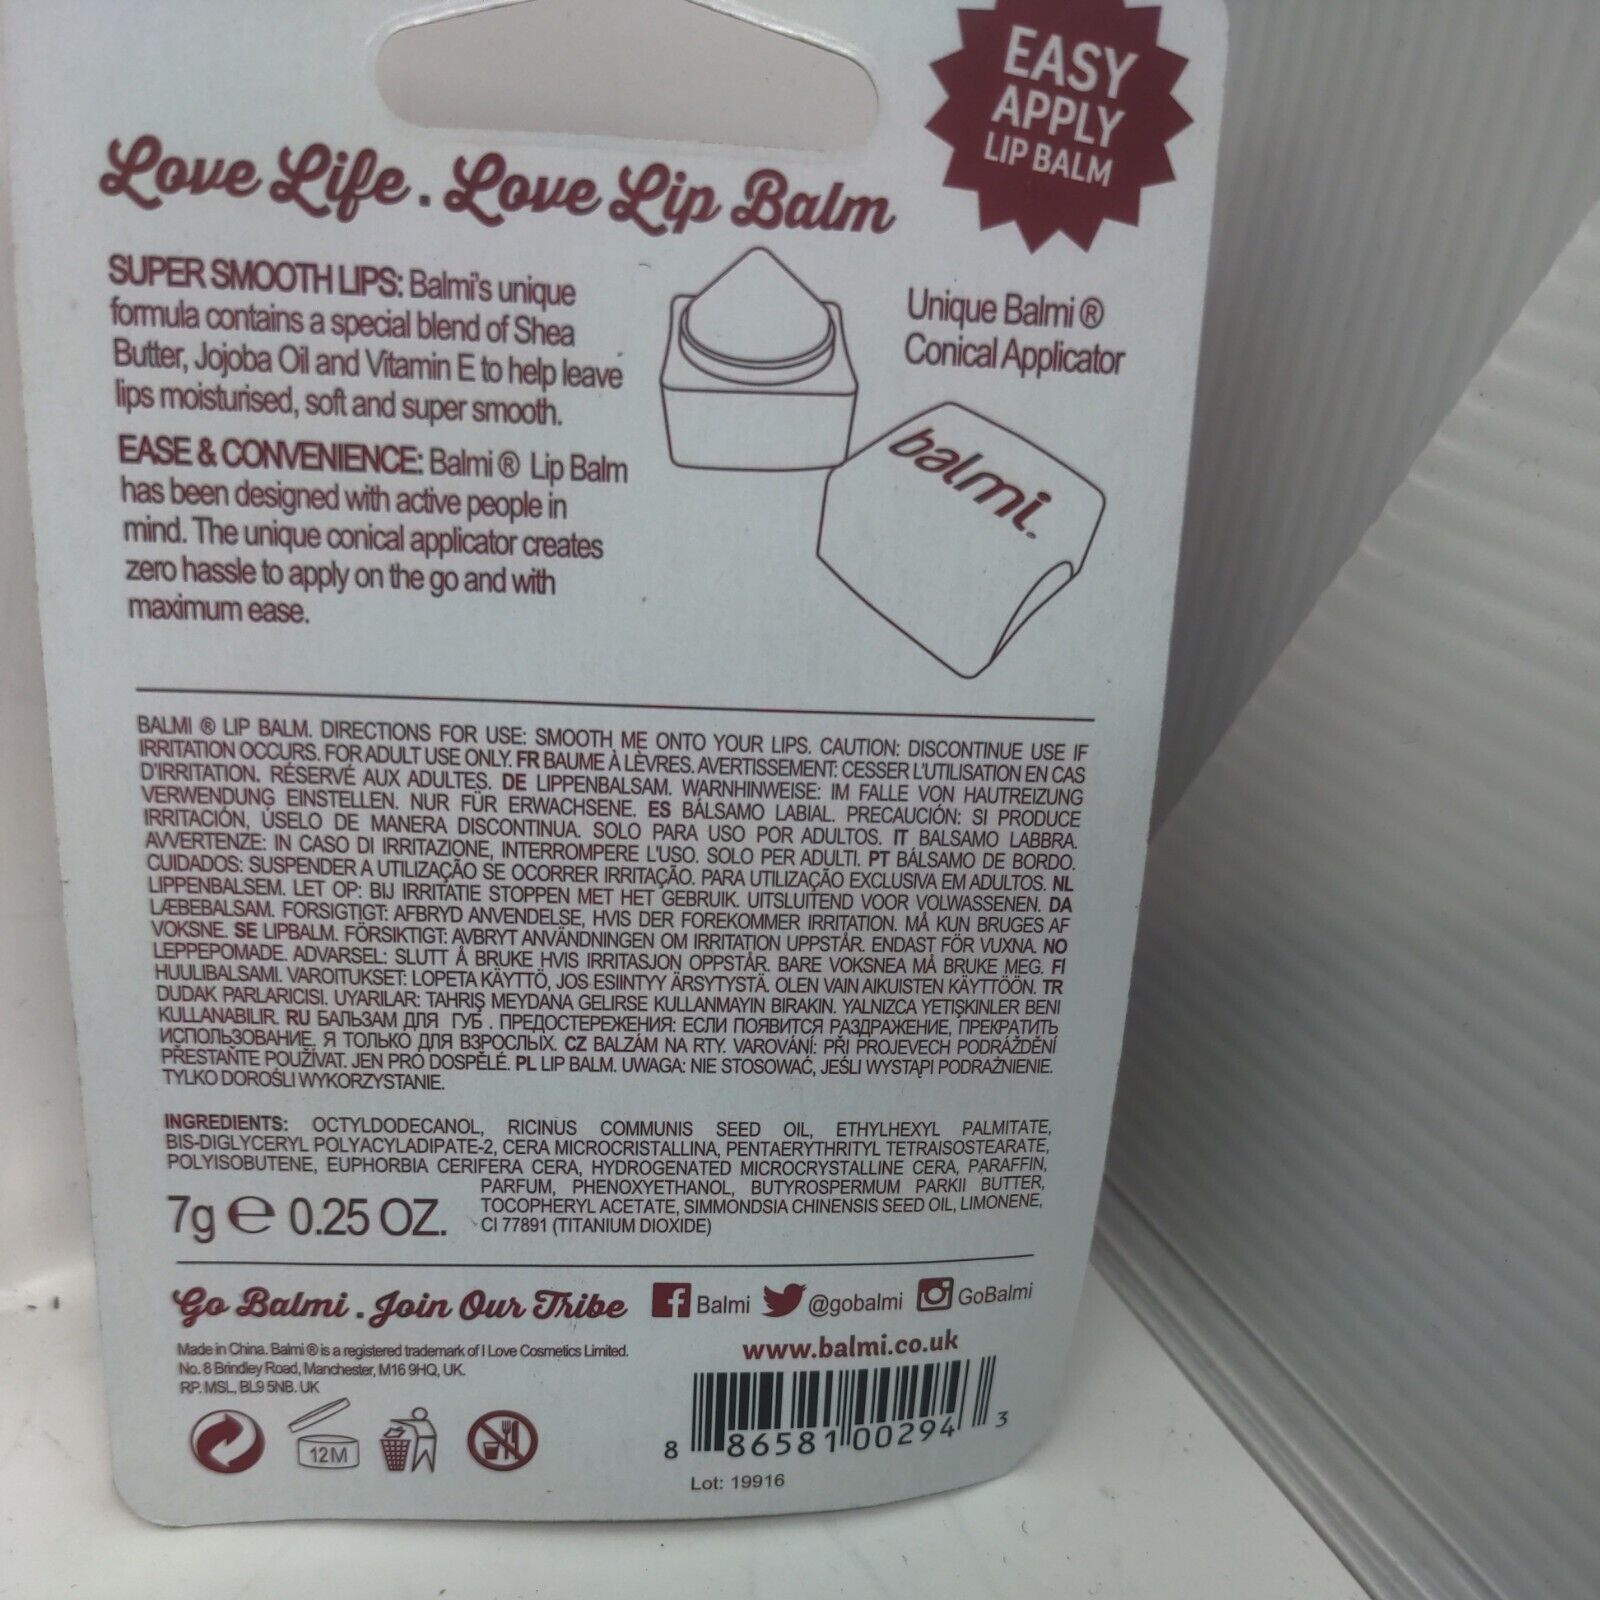 EASY
APPLY
LIP BALM
Love Life. Love Lip Balm
SUPER SMOOTH LIPS: Balmi's unique
formula contains a special blend of Shea
Butter, Jojoba Oil and Vitamin E to help leave
lips moisturised, soft and super smooth.
EASE & CONVENIENCE: Balmi ® Lip Balm
has been designed with active people in
mind. The unique conical applicator creates
zero hassle to apply on the go and with
maximum ease.
Unique Balmi ®
Conical Applicator
balmi.
BALMI ® LIP BALM. DIRECTIONS FOR USE: SMOOTH ME ONTO YOUR LIPS. CAUTION: DISCONTINUE USE IF
IRRITATION OCCURS. FOR ADULT USE ONLY. FR BAUME À LÈVRES. AVERTISSEMENT: CESSER L'UTILISATION EN CAS
D'IRRITATION. RÉSERVÉ AUX ADULTES. DE LIPPENBALSAM. WARNHINWEISE: IM FALLE VON HAUTREIZUNG
VERWENDUNG EINSTELLEN. NUR FÜR ERWACHSENE. ES BÁLSAMO LABIAL. PRECAUCIÓN: SI PRODUCE
IRRITACIÓN, ÚSELO DE MANERA DISCONTINUA. SOLO PARA USO POR ADULTOS. IT BALSAMO LABBRA.
AVVERTENZE: IN CASO DI IRRITAZIONE, INTERROMPERE L'USO. SOLO PER ADULTI. PT BÁLSAMO DE BORDO.
CUIDADOS: SUSPENDER A UTILIZAÇÃO SE OCORRER IRRITAÇÃO. PARA UTILIZAÇÃO EXCLUSIVA EM ADULTOS. NL
LIPPENBALSEM. LET OP: BIJ IRRITATIE STOPPEN MET HET GEBRUIK. UITSLUITEND VOOR VOLWASSENEN. DA
LÆBEBALSAM. FORSIGTIGT: AFBRYD ANVENDELSE, HVIS DER FOREKOMMER IRRITATION. MÅ KUN BRUGES AF
VOKSNE. SE LIPBALM. FÖRSIKTIGT: AVBRYT ANVÄNDNINGEN OM IRRITATION UPPSTÅR. ENDAST FÖR VUXNA. NO
LEPPEPOMADE. ADVARSEL: SLUTT Å BRUKE HVIS IRRITASJON OPPSTÅR. BARE VOKSNEA MÅ BRUKE MEG. FI
HUULIBALSAMI. VAROITUKSET: LOPETA KÄYTTÖ, JOS ESIINTYY ÄRSYTYSTÄ. OLEN VAIN AIKUISTEN KÄYTTÖÖN. TR
DUDAK PARLARICISI. UYARILAR: TAHRIŞ MEYDANA GELIRSE KULLANMAYIN BIRAKIN. YALNIZCA YETIŞKINLER BENI
KULLANABILIR. RU БАЛЬЗАМ ДЛЯ ГУБ . ПРЕДОСТЕРЕЖЕНИЯ: ЕСЛИ ПОЯВИТСЯ РАЗДРАЖЕНИЕ, ПРЕКРАТИТЬ
ИСПОЛЬЗОВАНИЕ. Я ТОЛЬКО ДЛЯ ВЗРОСЛЫХ. CZ BALZÁM NA RTY. VAROVÁNÍ: PŘI PROJEVECH PODRÁŽDĚNÍ
PŘESTAŇTE POUŽÍVAT. JEN PRO DOSPĚLÉ. PL LIP BALM. UWAGA: NIE STOSOWAĆ, JEŚLI WYSTĄPI PODRAŻNIENIE.
TYLKO DOROŚLI WYKORZYSTANIE.
INGREDIENTS: OCTYLDODECANOL, RICINUS COMMUNIS SEED OIL, ETHYLHEXYL PALMITATE,
BIS-DIGLYCERYL POLYACYLADIPATE-2, CERA MICROCRISTALLINA, PENTAERYTHRITYL TETRAISOSTEARATE,
POLYISOBUTENE, EUPHORBIA CERIFERA CERA, HYDROGENATED MICROCRYSTALLINE CERA, PARAFFIN,
PARFUM, PHENOXYETHANOL, BUTYROSPERMUM PARKII BUTTER,
TOCOPHERYL ACETATE, SIMMONDSIA CHINENSIS SEED OIL, LIMONENE,
CI 77891 (TITANIUM DIOXIDE)
7g e 0.25 OZ.
Go Balmi . Join Our Tribe
Balmi @gobalmi GoBalmi
www.balmi.co.uk
Made in China. Balmi ® is a registered trademark of I Love Cosmetics Limited.
No. 8 Brindley Road, Manchester, M16 9HQ, UK.
RP. MSL, BL9 5NB. UK
12M
8 86581 00294 3
Lot: 19916